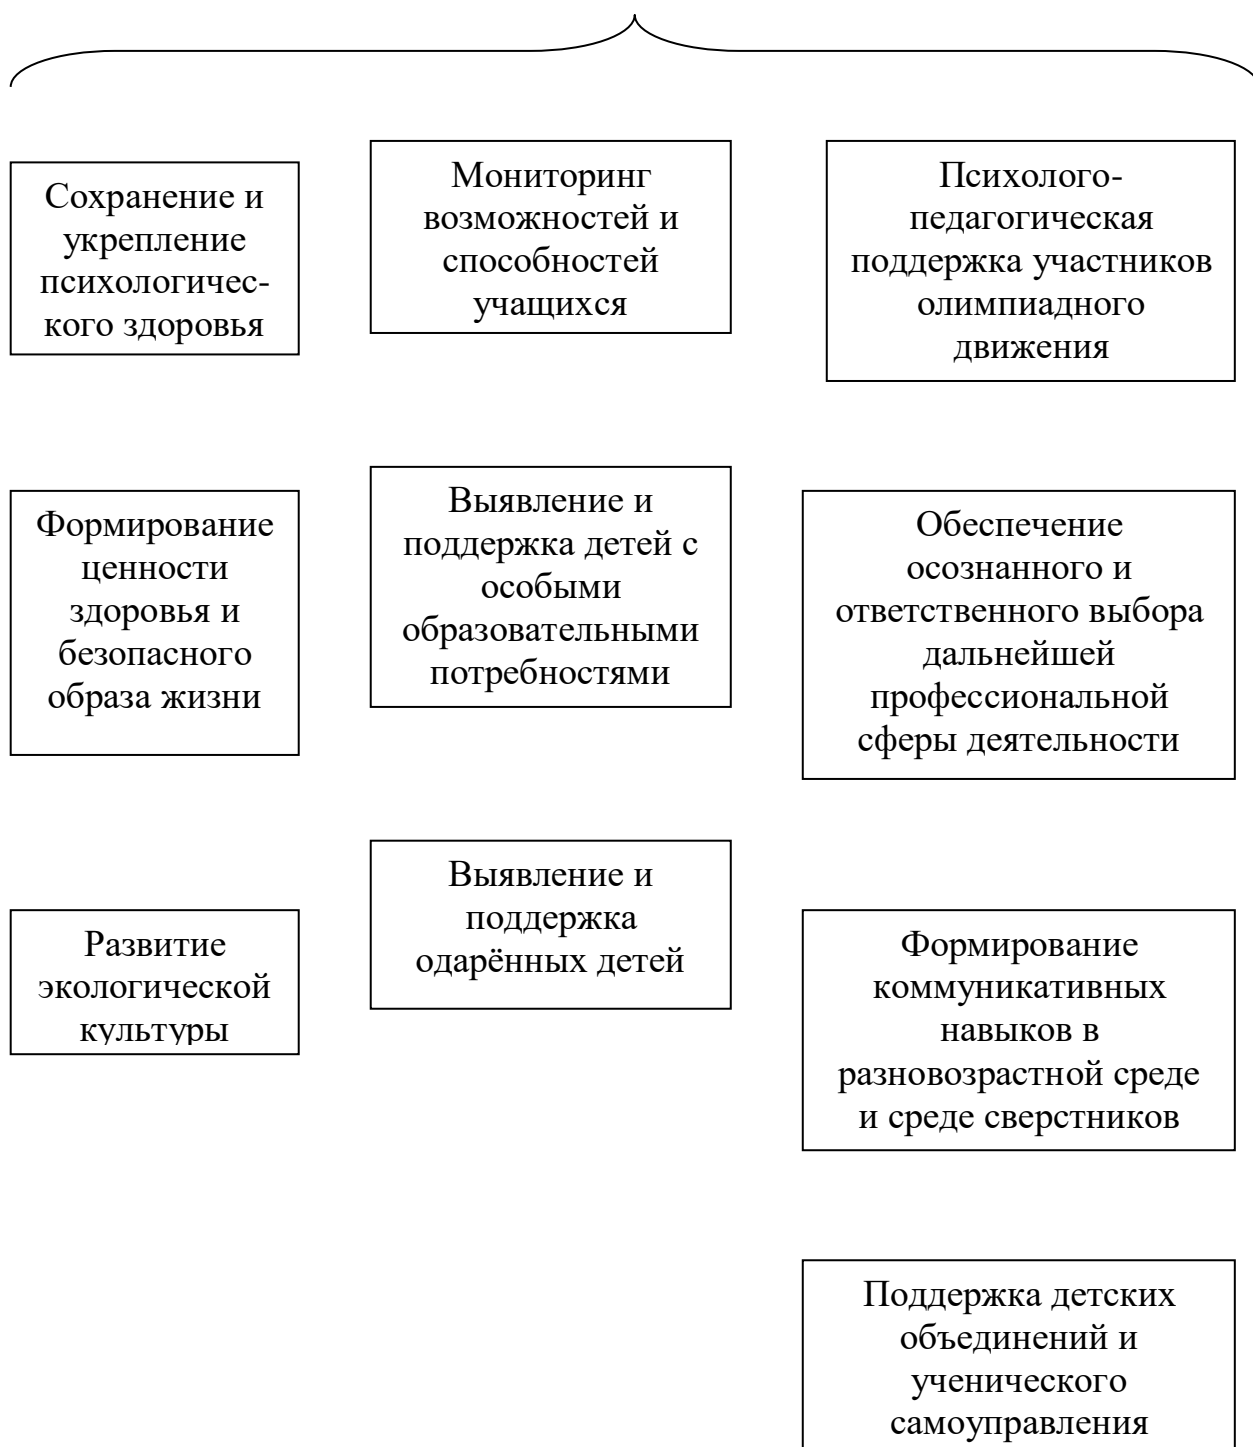 Сохранение и
укрепление
психологичес-
кого здоровья
Мониторинг
возможностей и
способностей
учащихся
Психолого-
педагогическая
поддержка участников
олимпиадного
движения
Формирование
ценности
здоровья и
безопасного
образа жизни
Выявление и
поддержка детей с
особыми
образовательными
потребностями
Обеспечение
осознанного и
ответственного выбора
дальнейшей
профессиональной
сферы деятельности
Развитие
экологической
культуры
Выявление и
поддержка
одарённых детей
Формирование
коммуникативных
навыков в
разновозрастной среде
и среде сверстников
Поддержка детских
объединений и
ученического
самоуправления